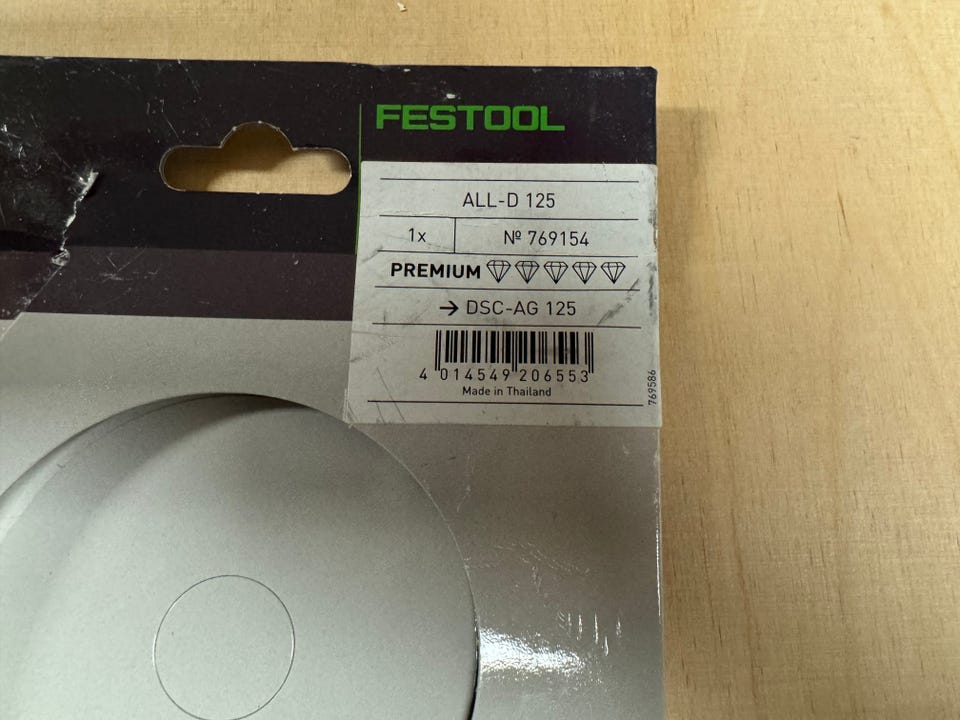 FESTOOL
ALL-D 125
1x № 769154
PREMIUM
→ DSC-AG 125
4 014549 206553
Made in Thailand
769586